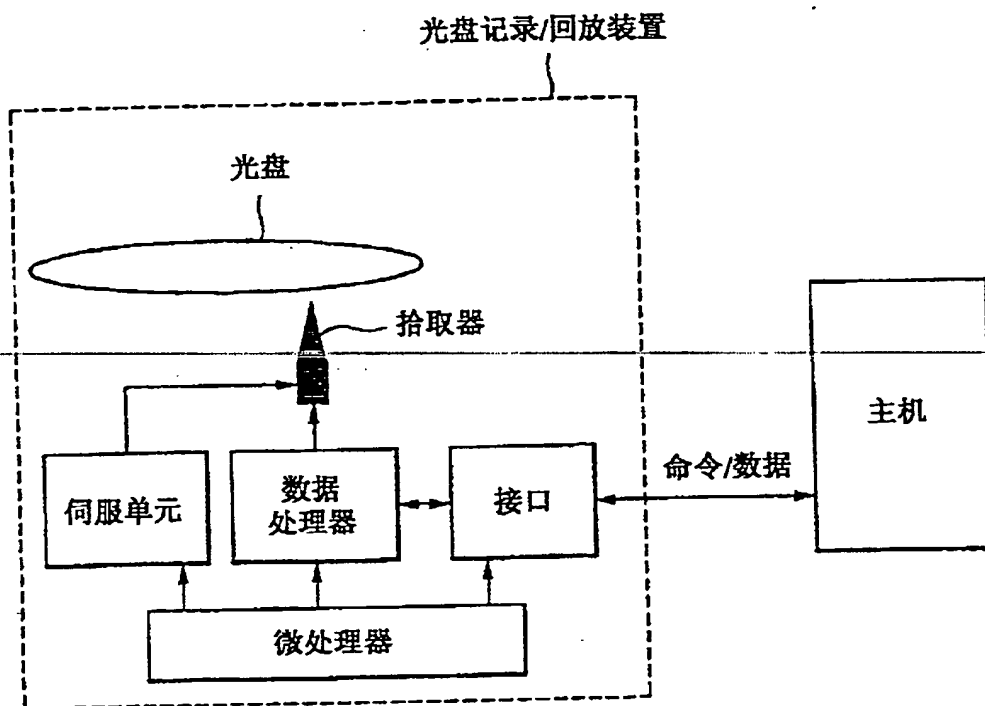 光盘记录/回放装置
光盘
拾取器
主机
命令/数据
伺服单元
数据
处理器
接口
微处理器